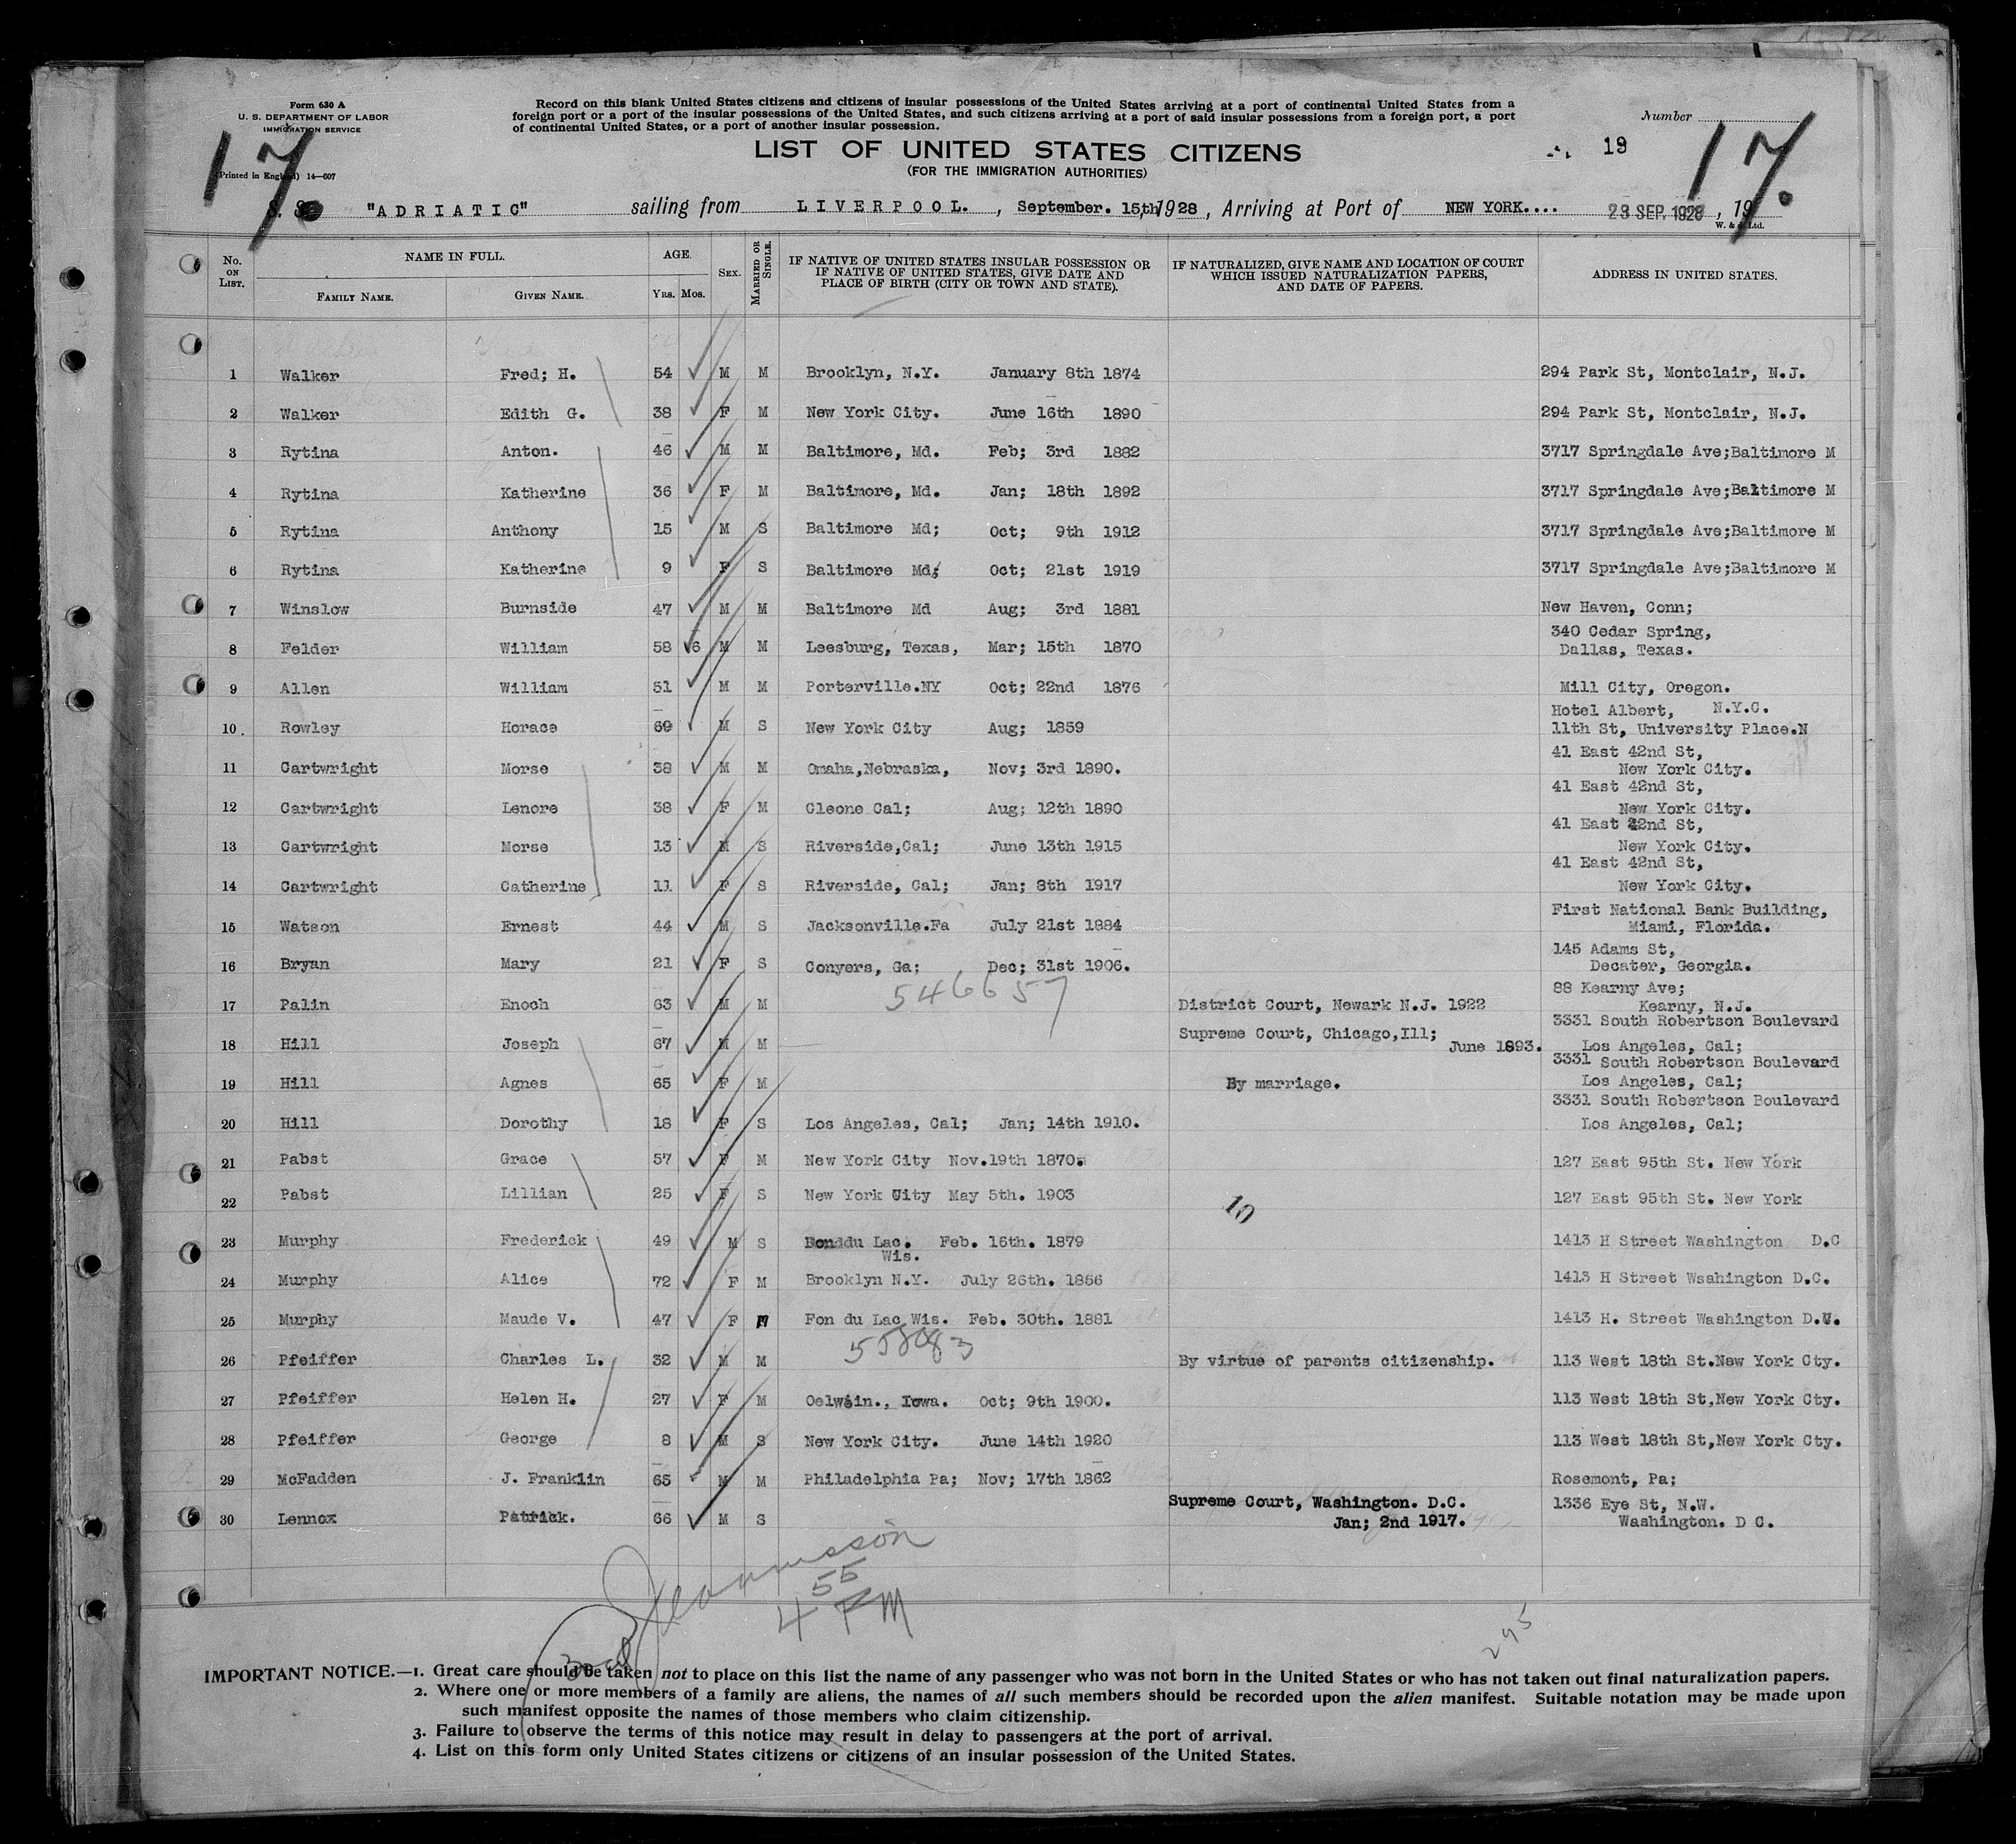 Form 630 A
U. S. DEPARTMENT OF LABOR
IMMIGRATION SERVICE
(Printed in England) 14—607
17.
Record on this blank United States citizens and citizens of insular possessions of the United States arriving at a port of continental United States from a
foreign port or a port of the insular possessions of the United States, and such citizens arriving at a port of said insular possessions from a foreign port, a port
of continental United States, or a port of another insular possession.
Number
17.
19
LIST OF UNITED STATES CITIZENS
(FOR THE IMMIGRATION AUTHORITIES)
S. S. "ADRIATIC" sailing from LIVERPOOL. , September. 15th, 1928, Arriving at Port of NEW YORK.... 23 SEP. 1928, 19
W. & Ltd.
No. ON LIST. NAME IN FULL. FAMILY NAME. GIVEN NAME. AGE. YRS. MOS. SEX. MARRIED OR SINGLE. IF NATIVE OF UNITED STATES INSULAR POSSESSION OR IF NATIVE OF UNITED STATES, GIVE DATE AND PLACE OF BIRTH (CITY OR TOWN AND STATE). IF NATURALIZED, GIVE NAME AND LOCATION OF COURT WHICH ISSUED NATURALIZATION PAPERS, AND DATE OF PAPERS. ADDRESS IN UNITED STATES.
1 Walker Fred; H. 54 M M Brooklyn, N.Y. January 8th 1874 294 Park St, Montclair, N.J.
2 Walker Edith G. 38 F M New York City. June 16th 1890 294 Park St, Montclair, N.J.
3 Rytina Anton. 46 M M Baltimore, Md. Feb; 3rd 1882 3717 Springdale Ave;Baltimore M
4 Rytina Katherine 36 F M Baltimore, Md. Jan; 18th 1892 3717 Springdale Ave;Baltimore M
5 Rytina Anthony 15 M S Baltimore Md; Oct; 9th 1912 3717 Springdale Ave;Baltimore M
6 Rytina Katherine 9 F S Baltimore Md; Oct; 21st 1919 3717 Springdale Ave;Baltimore M
7 Winslow Burnside 47 M M Baltimore Md Aug; 3rd 1881 New Haven, Conn;
8 Felder William 58 6 M M Leesburg, Texas, Mar; 15th 1870 340 Cedar Spring,
Dallas, Texas.
9 Allen William 51 M M Porterville.NY Oct; 22nd 1876 Mill City, Oregon.
10 Rowley Horace 69 M S New York City Aug; 1859 Hotel Albert, N.Y.C.
11th St, University Place.N
11 Cartwright Morse 38 M M Omaha,Nebraska, Nov; 3rd 1890. 41 East 42nd St,
New York City.
12 Cartwright Lenore 38 F M Cleone Cal; Aug; 12th 1890 41 East 42nd St,
New York City.
13 Cartwright Morse 13 M S Riverside,Cal; June 13th 1915 41 East 42nd St,
New York City.
14 Cartwright Catherine 11 F S Riverside, Cal; Jan; 8th 1917 41 East 42nd St,
New York City.
15 Watson Ernest 44 M S Jacksonville.Fa July 21st 1884 First National Bank Building,
Miami, Florida.
16 Bryan Mary 21 F S Conyers, Ga; Dec; 31st 1906. 145 Adams St,
Decater, Georgia.
546657
17 Palin Enoch 63 M M District Court, Newark N.J. 1922 88 Kearny Ave;
Kearny, N.J.
18 Hill Joseph 67 M M Supreme Court, Chicago,Ill; June 1893. 3331 South Robertson Boulevard
Los Angeles, Cal;
19 Hill Agnes 65 F M By marriage. 3331 South Robertson Boulevard
Los Angeles, Cal;
20 Hill Dorothy 18 F S Los Angeles, Cal; Jan; 14th 1910. 3331 South Robertson Boulevard
Los Angeles, Cal;
21 Pabst Grace 57 F M New York City Nov.19th 1870. 127 East 95th St. New York
22 Pabst Lillian 25 F S New York City May 5th. 1903 127 East 95th St. New York
10
23 Murphy Frederick 49 M S Fonddu Lac. Feb. 16th. 1879 1413 H Street Washington D.C
Wis.
24 Murphy Alice 72 F M Brooklyn N.Y. July 26th. 1856 1413 H Street Wsahington D.C.
25 Murphy Maude V. 47 F M Fon du Lac Wis. Feb. 30th. 1881 1413 H. Street Washington D.C.
558083
26 Pfeiffer Charles L. 32 M M By virtue of parents citizenship. 113 West 18th St.New York Cty.
27 Pfeiffer Helen H. 27 F M Oelwein., Iowa. Oct; 9th 1900. 113 West 18th St,New York Cty.
28 Pfeiffer George 8 M S New York City. June 14th 1920 113 West 18th St,New York Cty.
29 McFadden J. Franklin 65 M M Philadelphia Pa; Nov; 17th 1862 Rosemont, Pa;
30 Lennox Patrick. 66 M S Supreme Court, Washington. D.C.
Jan; 2nd 1917. 1336 Eye St, N.W.
Washington. D C.
4 55 PM
295
IMPORTANT NOTICE.—1. Great care should be taken not to place on this list the name of any passenger who was not born in the United States or who has not taken out final naturalization papers.
2. Where one or more members of a family are aliens, the names of all such members should be recorded upon the alien manifest. Suitable notation may be made upon
such manifest opposite the names of those members who claim citizenship.
3. Failure to observe the terms of this notice may result in delay to passengers at the port of arrival.
4. List on this form only United States citizens or citizens of an insular possession of the United States.